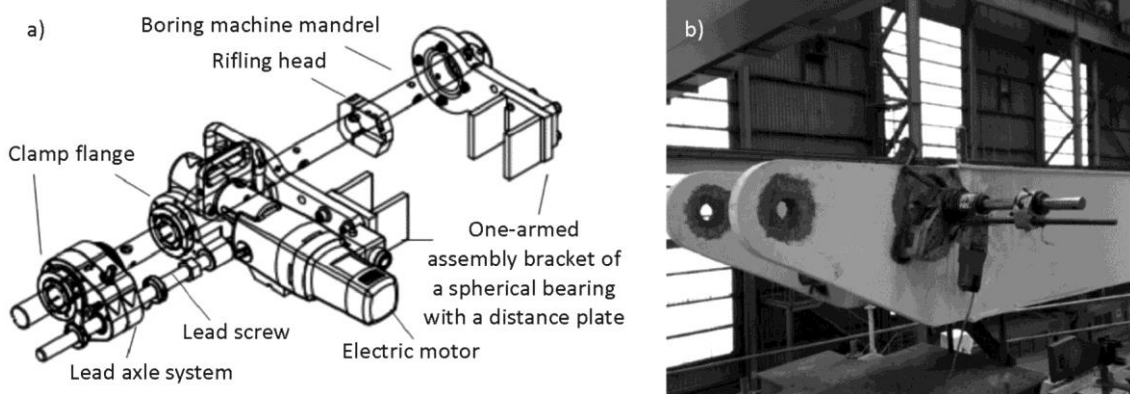 a)
Boring machine mandrel
Rifling head
Clamp flange
One-armed
assembly bracket of
a spherical bearing
with a distance plate
Lead screw
Electric motor
Lead axle system
b)